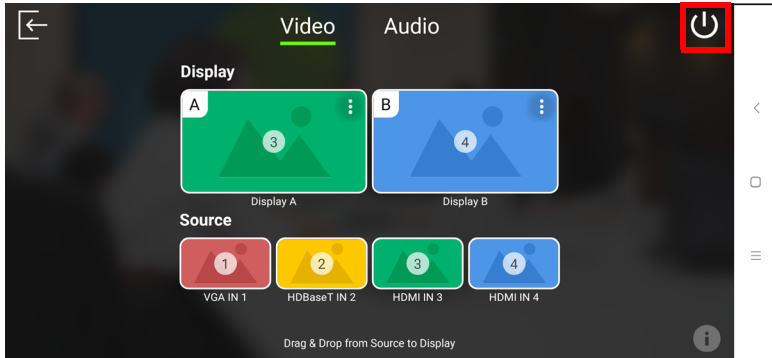 Video Audio
Display
A B
3 4
Display A Display B
Source
1 2 3 4
VGA IN 1 HDBaseT IN 2 HDMI IN 3 HDMI IN 4
Drag & Drop from Source to Display
i